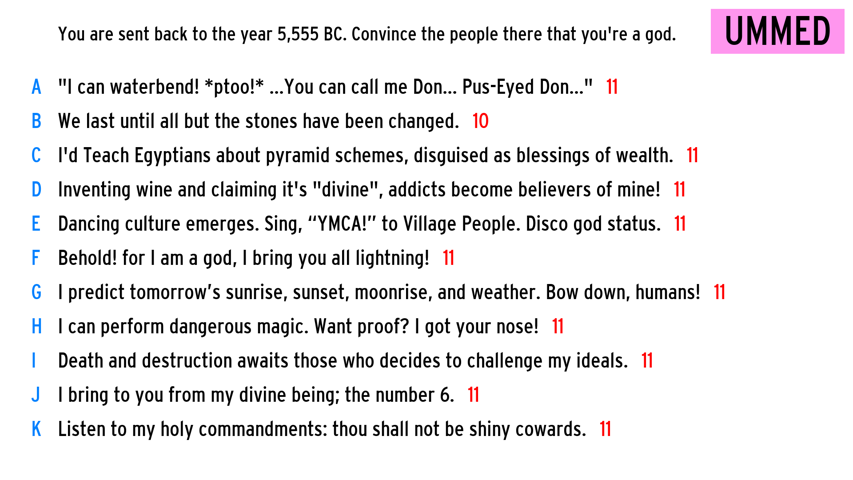 You are sent back to the year 5,555 BC. Convince the people there that you're a god.
UMMED
A "I can waterbend! *ptoo!* ...You can call me Don... Pus-Eyed Don..." 11
B We last until all but the stones have been changed. 10
C I'd Teach Egyptians about pyramid schemes, disguised as blessings of wealth. 11
D Inventing wine and claiming it's "divine", addicts become believers of mine! 11
E Dancing culture emerges. Sing, “YMCA!” to Village People. Disco god status. 11
F Behold! for I am a god, I bring you all lightning! 11
G I predict tomorrow’s sunrise, sunset, moonrise, and weather. Bow down, humans! 11
H I can perform dangerous magic. Want proof? I got your nose! 11
I Death and destruction awaits those who decides to challenge my ideals. 11
J I bring to you from my divine being; the number 6. 11
K Listen to my holy commandments: thou shall not be shiny cowards. 11